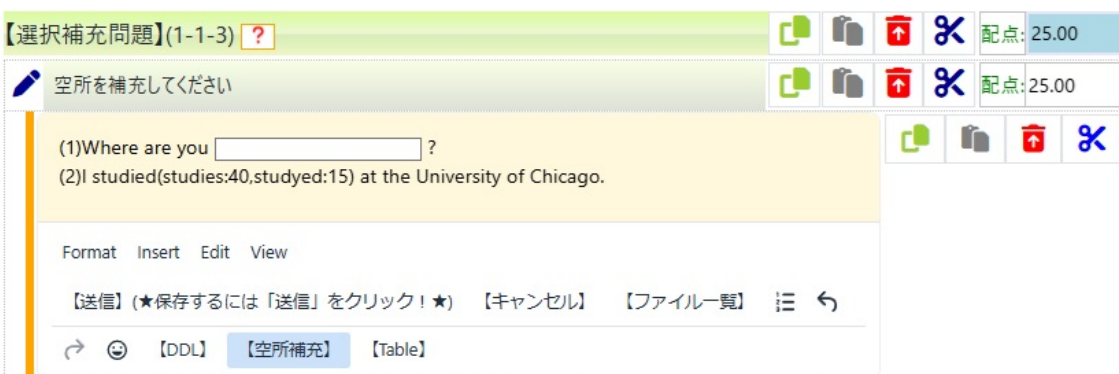 【選択補充問題】(1-1-3) ? 配点: 25.00
空所を補充してください 配点: 25.00
(1)Where are you ?
(2)I studied(studies:40,studyed:15) at the University of Chicago.
Format Insert Edit View
【送信】(★保存するには「送信」をクリック！★) 【キャンセル】 【ファイル一覧】
【DDL】 【空所補充】 【Table】